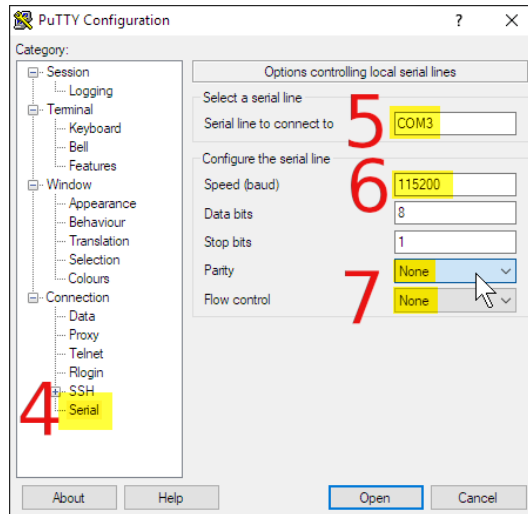 PuTTY Configuration ? ×
Category:
Session
Logging
Terminal
Keyboard
Bell
Features
Window
Appearance
Behaviour
Translation
Selection
Colours
Connection
Data
Proxy
Telnet
Rlogin
SSH
4 Serial
Options controlling local serial lines
Select a serial line
Serial line to connect to 5 COM3
Configure the serial line
Speed (baud) 6 115200
Data bits 8
Stop bits 1
Parity None
7
Flow control None
About Help Open Cancel